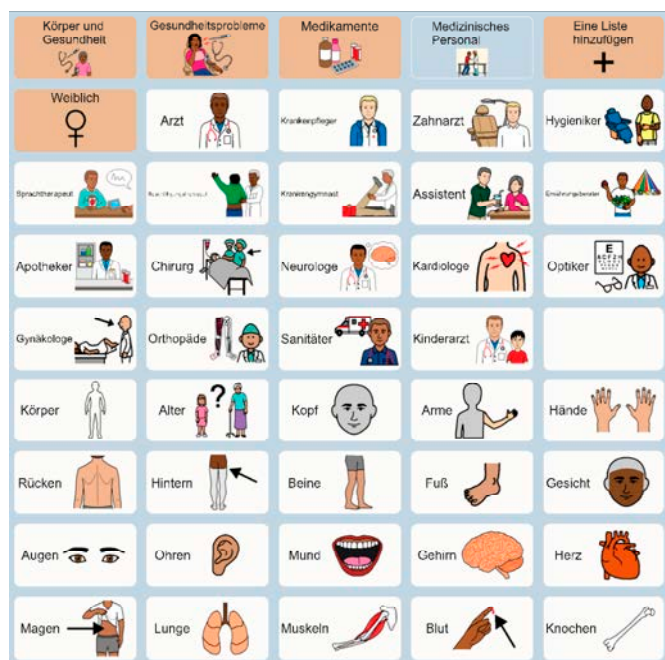 Körper und
Gesundheit
Gesundheitsprobleme
Medikamente
Medizinisches
Personal
Eine Liste
hinzufügen
+
Weiblich
Arzt
Krankenpfleger
Zahnarzt
Hygieniker
Sprachtherapeut
Krankengymnast
Assistent
Ernährungsberater
Apotheker
Chirurg
Neurologe
Kardiologe
Optiker
Gynäkologe
Orthopäde
Sanitäter
Kinderarzt
Körper
Alter
?
Kopf
Arme
Hände
Rücken
Hintern
Beine
Fuß
Gesicht
Augen
Ohren
Mund
Gehirn
Herz
Magen
Lunge
Muskeln
Blut
Knochen